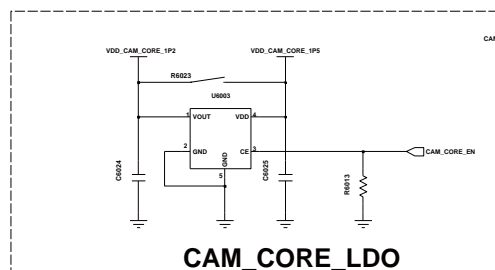 CAM
VDD_CAM_CORE_1P2
VDD_CAM_CORE_1P5
R6023
U6003
1 VOUT VDD 4
2 GND CE 3
CAM_CORE_EN
GND
5
C6024
C6025
R6013
CAM_CORE_LDO